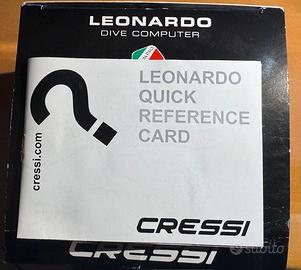 LEONARDO
DIVE COMPUTER
LEONARDO
QUICK
REFERENCE
CARD
cressi.com
CRESSI
CRESSI
subito